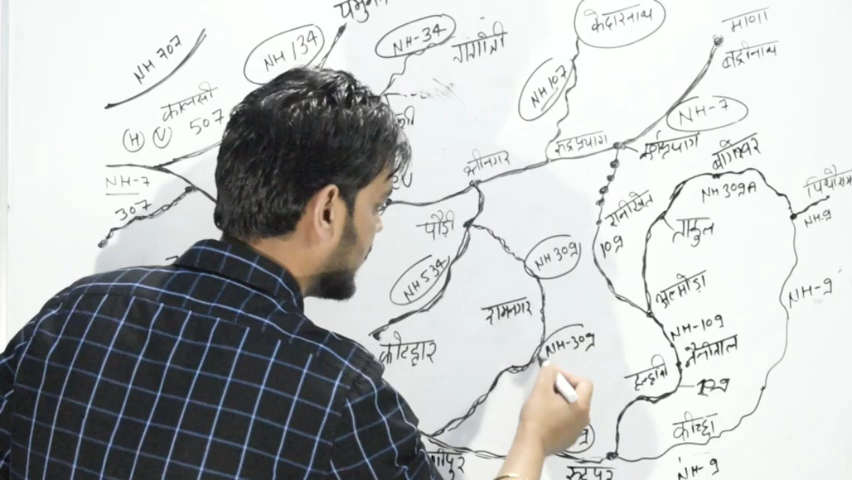 NH 707
NH 134
NH-34
गंगोत्री
केदारनाथ
माणा
बद्रीनाथ
कालसी
507
H V
NH 107
NH-7
NH-7
307
श्रीनगर
रुद्रप्रयाग
कर्णप्रयाग
बागेश्वर
NH 309A
NH.9
पौड़ी
रानीखेत
109
ताकुल
NH 534
NH 309
रामनगर
अल्मोड़ा
NH-9
NH-109
कोटद्वार
NH-309
नैनीताल
हल्द्वानी
किच्छा
रुद्रपुर
NH-9